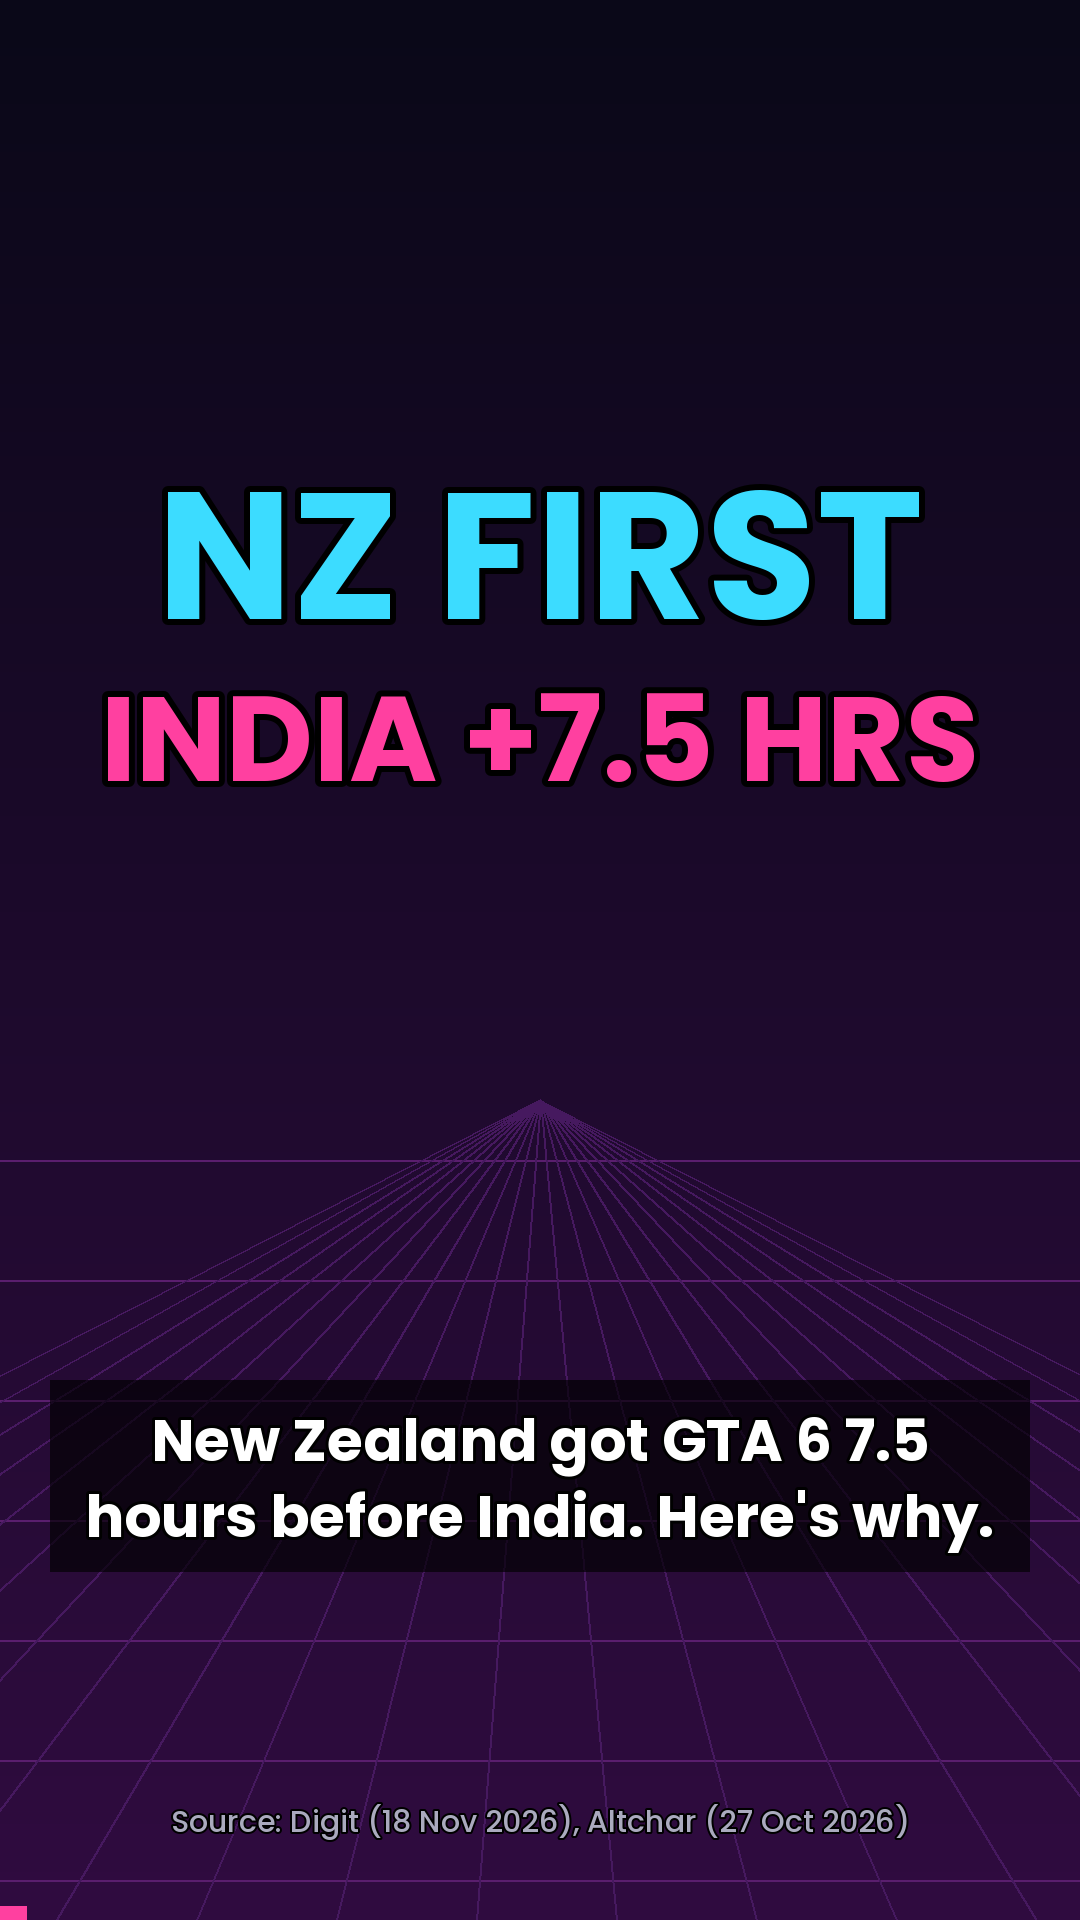 NZ FIRST
INDIA +7.5 HRS
New Zealand got GTA 6 7.5
hours before India. Here's why.
Source: Digit (18 Nov 2026), Altchar (27 Oct 2026)